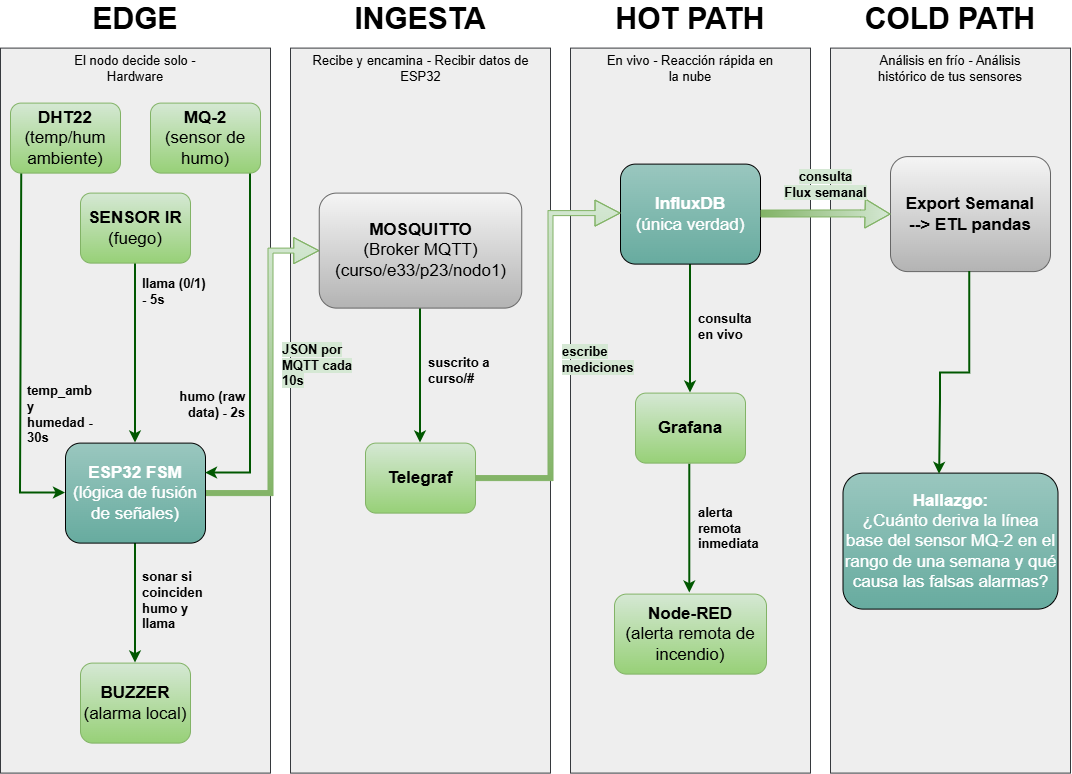 EDGE
El nodo decide solo -
Hardware
DHT22
(temp/hum
ambiente)
MQ-2
(sensor de
humo)
SENSOR IR
(fuego)
llama (0/1)
- 5s
temp_amb
y
humedad -
30s
humo (raw
data) - 2s
ESP32 FSM
(lógica de fusión
de señales)
sonar si
coinciden
humo y
llama
BUZZER
(alarma local)
JSON por
MQTT cada
10s
INGESTA
Recibe y encamina - Recibir datos de
ESP32
MOSQUITTO
(Broker MQTT)
(curso/e33/p23/nodo1)
suscrito a
curso/#
Telegraf
escribe
mediciones
HOT PATH
En vivo - Reacción rápida en
la nube
InfluxDB
(única verdad)
consulta
en vivo
Grafana
alerta
remota
inmediata
Node-RED
(alerta remota de
incendio)
consulta
Flux semanal
COLD PATH
Análisis en frío - Análisis
histórico de tus sensores
Export Semanal
--> ETL pandas
Hallazgo:
¿Cuánto deriva la línea
base del sensor MQ-2 en el
rango de una semana y qué
causa las falsas alarmas?